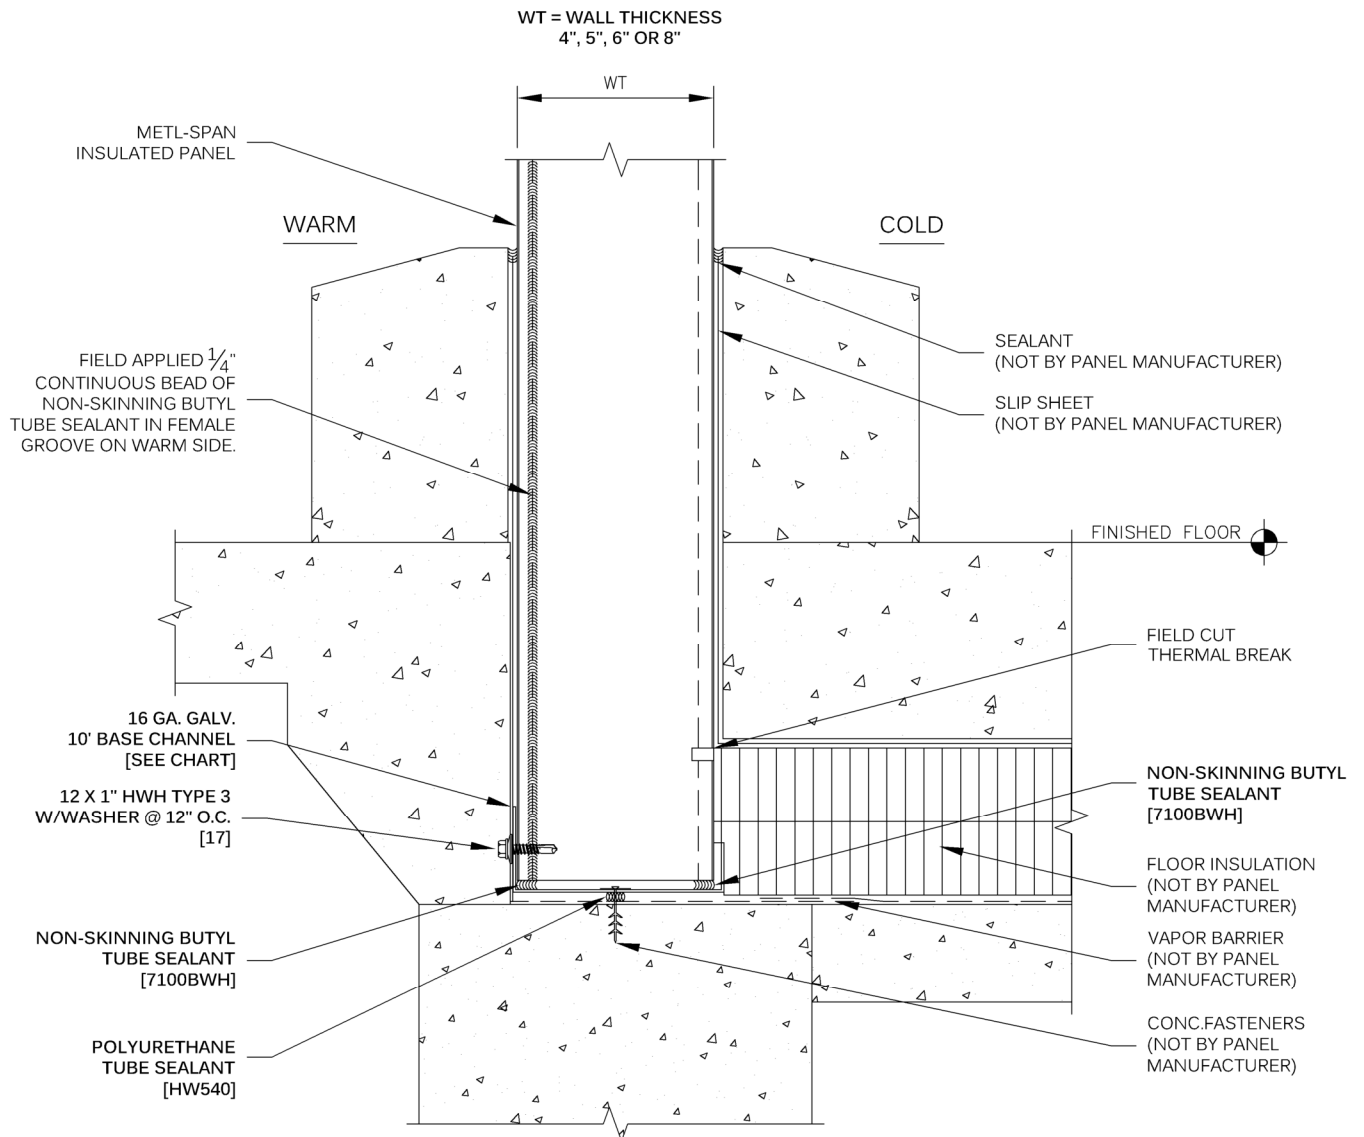 WT = WALL THICKNESS
4", 5", 6" OR 8"
WT
METL-SPAN
INSULATED PANEL
WARM
COLD
FIELD APPLIED 1/4"
CONTINUOUS BEAD OF
NON-SKINNING BUTYL
TUBE SEALANT IN FEMALE
GROOVE ON WARM SIDE.
SEALANT
(NOT BY PANEL MANUFACTURER)
SLIP SHEET
(NOT BY PANEL MANUFACTURER)
FINISHED FLOOR
FIELD CUT
THERMAL BREAK
16 GA. GALV.
10' BASE CHANNEL
[SEE CHART]
12 X 1" HWH TYPE 3
W/WASHER @ 12" O.C.
[17]
NON-SKINNING BUTYL
TUBE SEALANT
[7100BWH]
FLOOR INSULATION
(NOT BY PANEL
MANUFACTURER)
NON-SKINNING BUTYL
TUBE SEALANT
[7100BWH]
VAPOR BARRIER
(NOT BY PANEL
MANUFACTURER)
POLYURETHANE
TUBE SEALANT
[HW540]
CONC.FASTENERS
(NOT BY PANEL
MANUFACTURER)